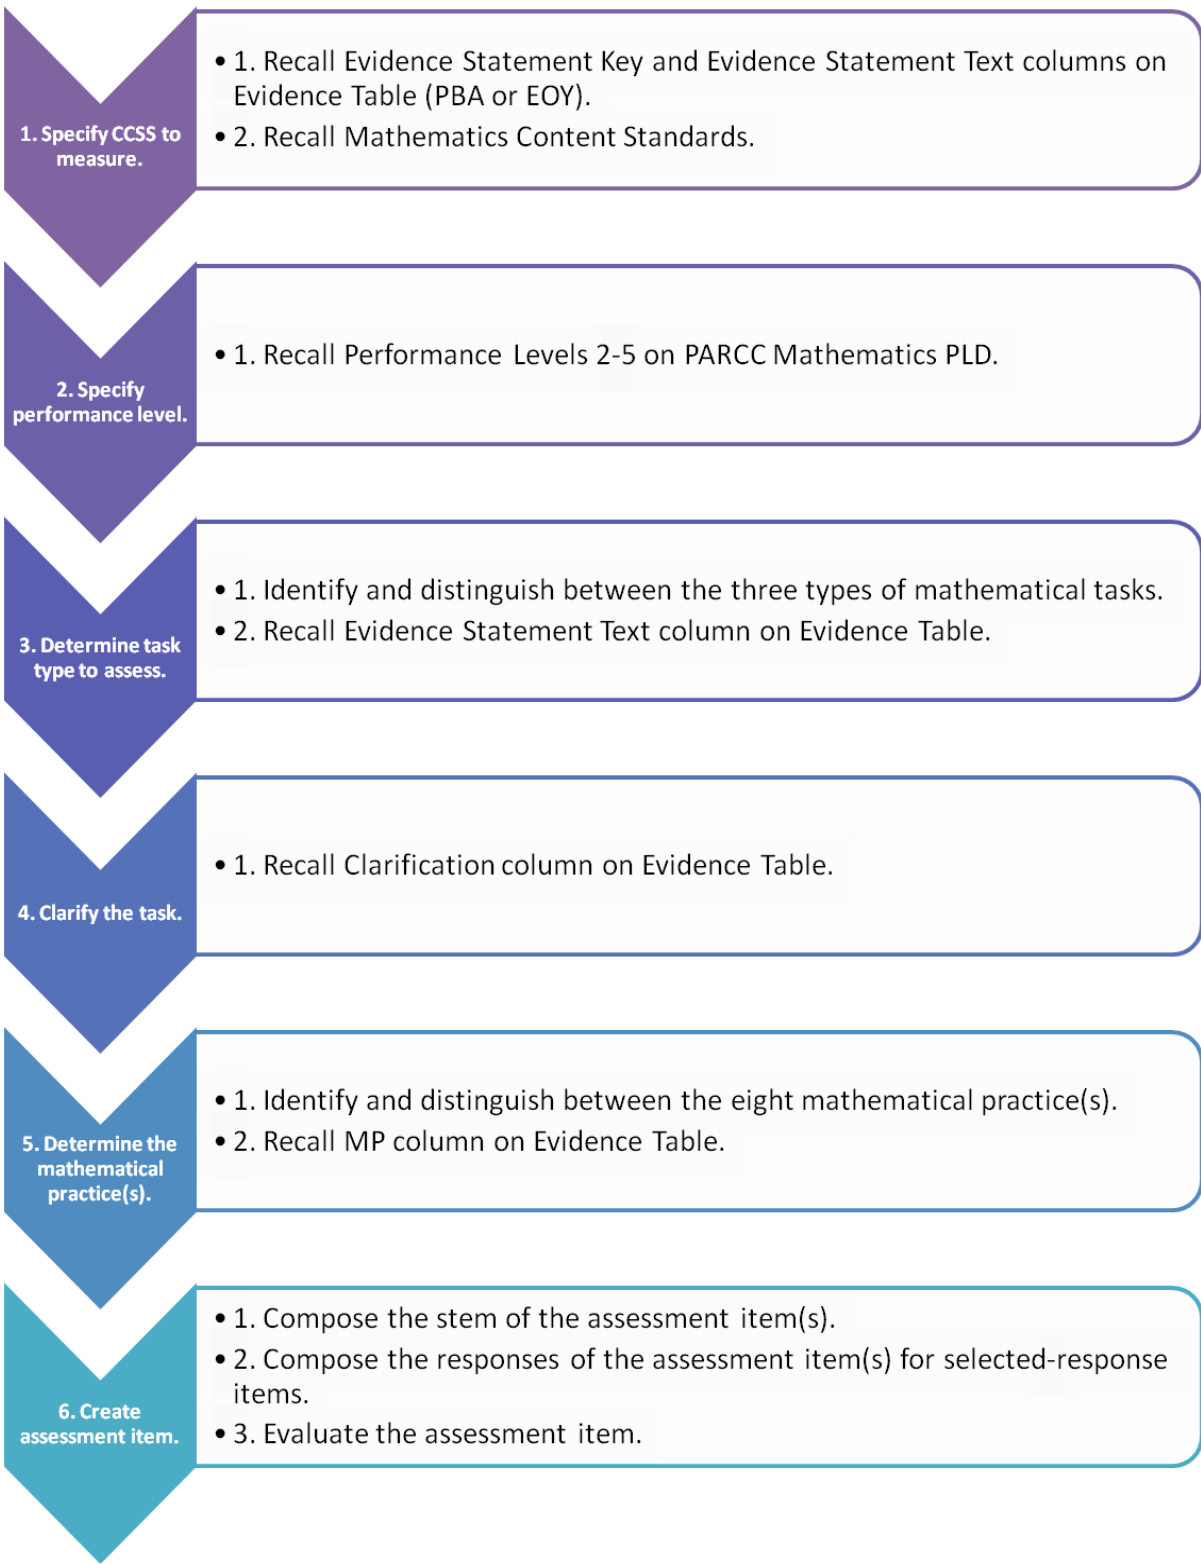 1. Specify CCSS to
measure.
• 1. Recall Evidence Statement Key and Evidence Statement Text columns on
Evidence Table (PBA or EOY).
• 2. Recall Mathematics Content Standards.
2. Specify
performance level.
• 1. Recall Performance Levels 2-5 on PARCC Mathematics PLD.
3. Determine task
type to assess.
• 1. Identify and distinguish between the three types of mathematical tasks.
• 2. Recall Evidence Statement Text column on Evidence Table.
4. Clarify the task.
• 1. Recall Clarification column on Evidence Table.
5. Determine the
mathematical
practice(s).
• 1. Identify and distinguish between the eight mathematical practice(s).
• 2. Recall MP column on Evidence Table.
6. Create
assessment item.
• 1. Compose the stem of the assessment item(s).
• 2. Compose the responses of the assessment item(s) for selected-response
items.
• 3. Evaluate the assessment item.